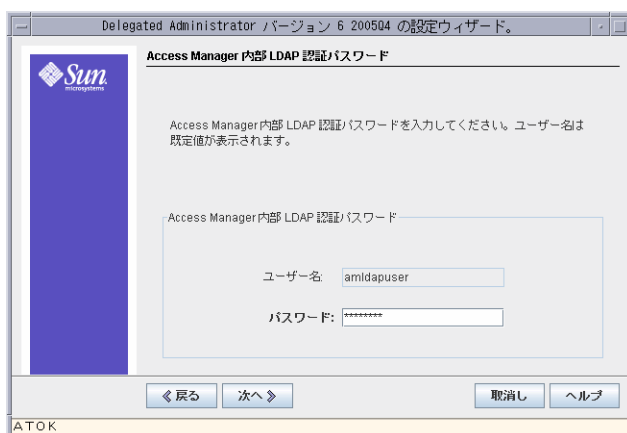 Delegated Administrator バージョン 6 2005Q4 の設定ウィザード。
Sun
microsystems
Access Manager 内部 LDAP 認証パスワード
Access Manager 内部 LDAP 認証パスワードを入力してください。ユーザー名は
既定値が表示されます。
Access Manager 内部 LDAP 認証パスワード
ユーザー名: amldapuser
パスワード: ********
戻る 次へ 取消し ヘルプ
ATOK